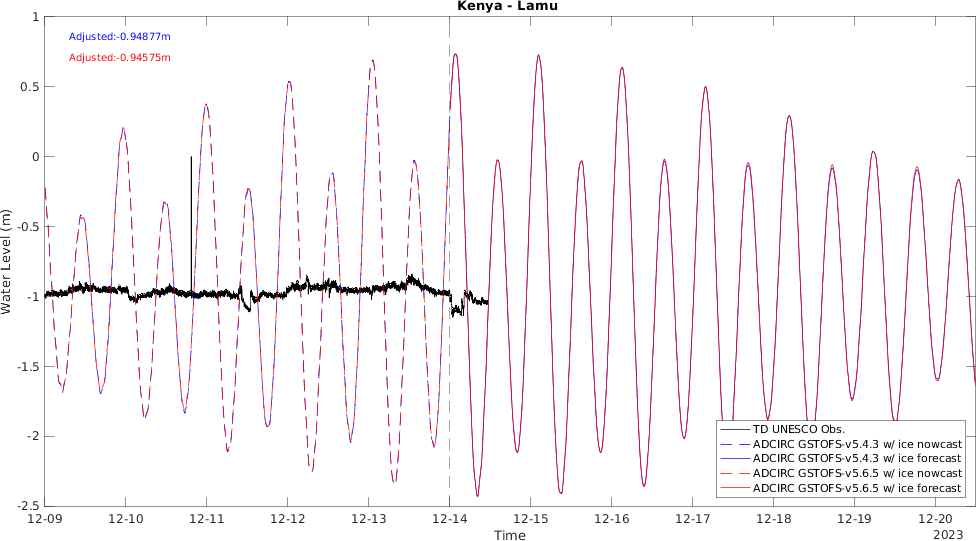 Kenya - Lamu
Adjusted:-0.94877m
Adjusted:-0.94575m
1
0.5
0
-0.5
-1
-1.5
-2
-2.5
Water Level (m)
TD UNESCO Obs.
ADCIRC GSTOFS-v5.4.3 w/ ice nowcast
ADCIRC GSTOFS-v5.4.3 w/ ice forecast
ADCIRC GSTOFS-v5.6.5 w/ ice nowcast
ADCIRC GSTOFS-v5.6.5 w/ ice forecast
12-09 12-10 12-11 12-12 12-13 12-14 12-15 12-16 12-17 12-18 12-19 12-20
Time
2023